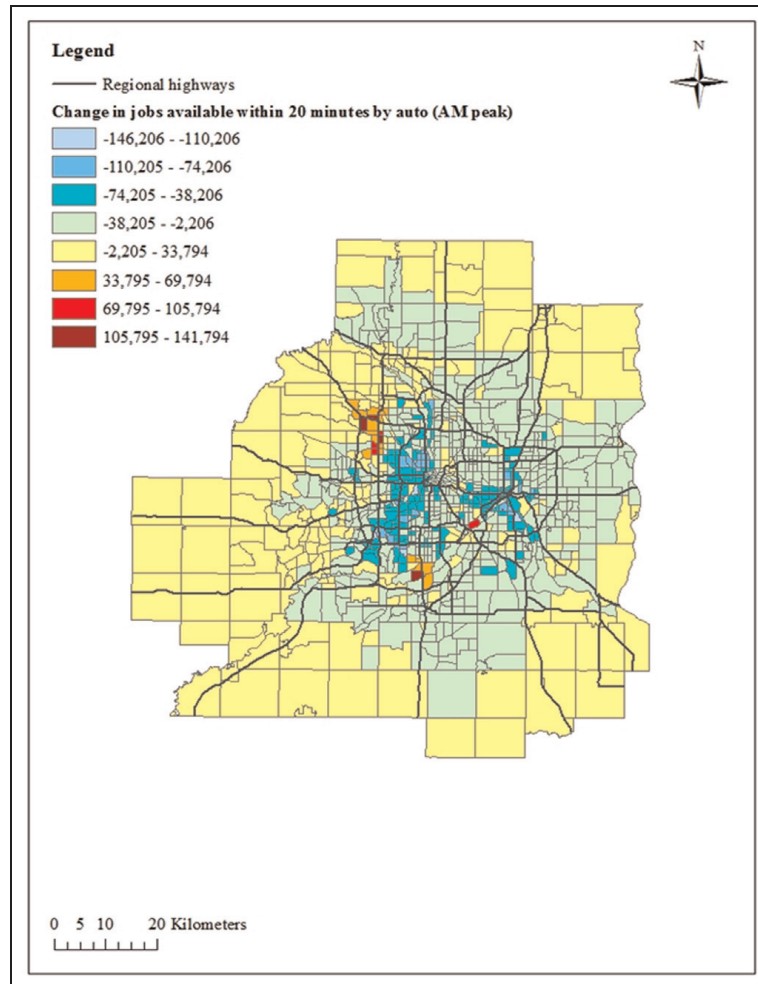 Legend
N
Regional highways
Change in jobs available within 20 minutes by auto (AM peak)
-146,206 - -110,206
-110,205 - -74,206
-74,205 - -38,206
-38,205 - -2,206
-2,205 - 33,794
33,795 - 69,794
69,795 - 105,794
105,795 - 141,794
0 5 10 20 Kilometers